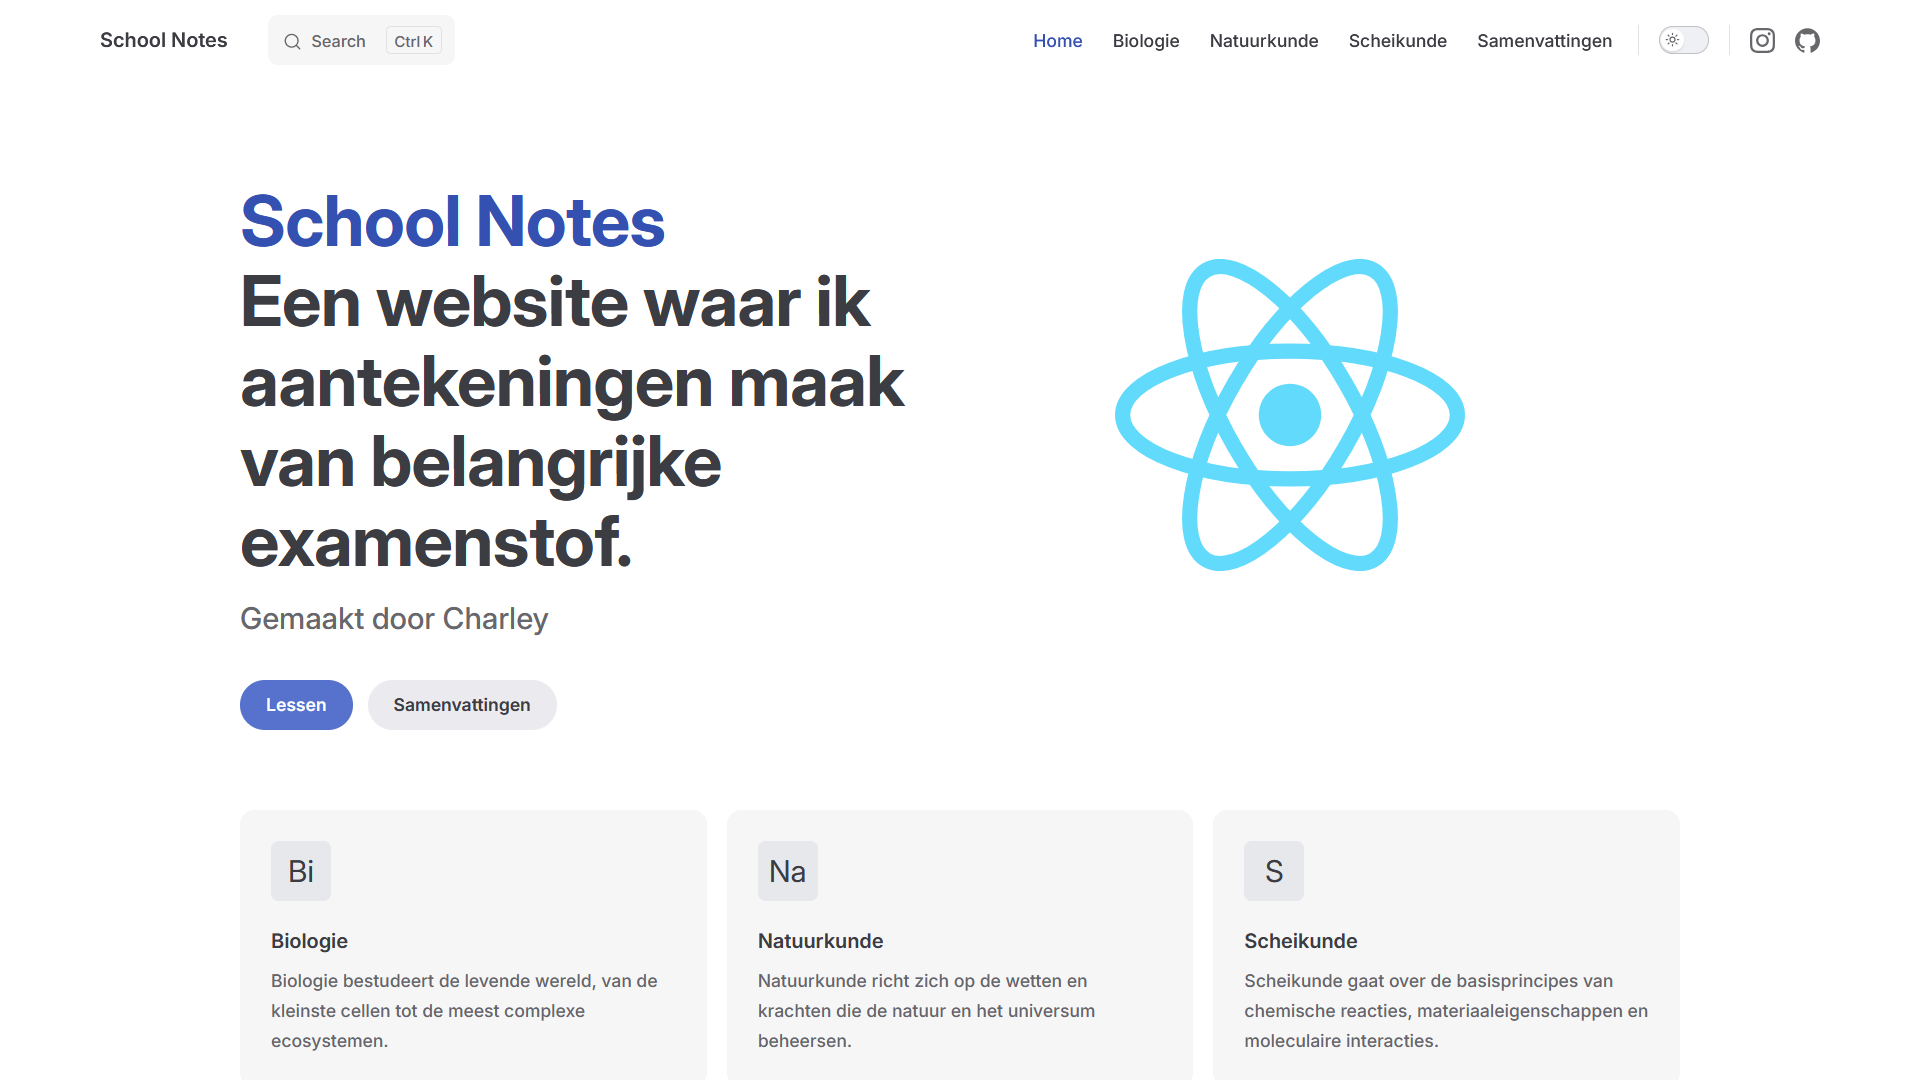 School Notes
Search
Ctrl K
Home
Biologie
Natuurkunde
Scheikunde
Samenvattingen
School Notes
Een website waar ik
aantekeningen maak
van belangrijke
examenstof.
Gemaakt door Charley
Lessen
Samenvattingen
Bi
Biologie
Biologie bestudeert de levende wereld, van de
kleinste cellen tot de meest complexe
ecosystemen.
Na
Natuurkunde
Natuurkunde richt zich op de wetten en
krachten die de natuur en het universum
beheersen.
S
Scheikunde
Scheikunde gaat over de basisprincipes van
chemische reacties, materiaaleigenschappen en
moleculaire interacties.